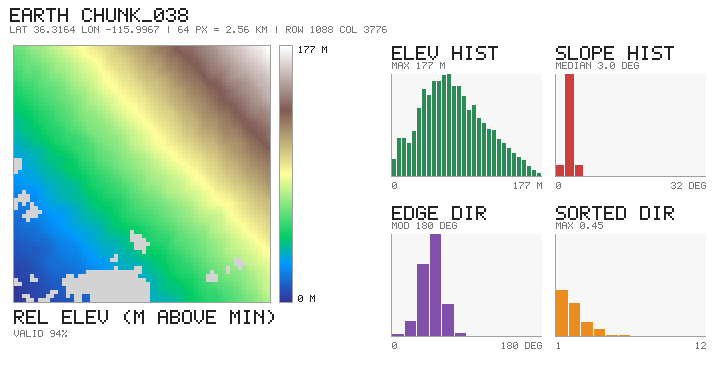 EARTH CHUNK_038
LAT 36.3164 LON -115.9967 | 64 PX = 2.56 KM | ROW 1088 COL 3776
177 M
0 M
REL ELEV (M ABOVE MIN)
VALID 94%
ELEV HIST
MAX 177 M
0 177 M
SLOPE HIST
MEDIAN 3.0 DEG
0 32 DEG
EDGE DIR
MOD 180 DEG
0 180 DEG
SORTED DIR
MAX 0.45
1 12